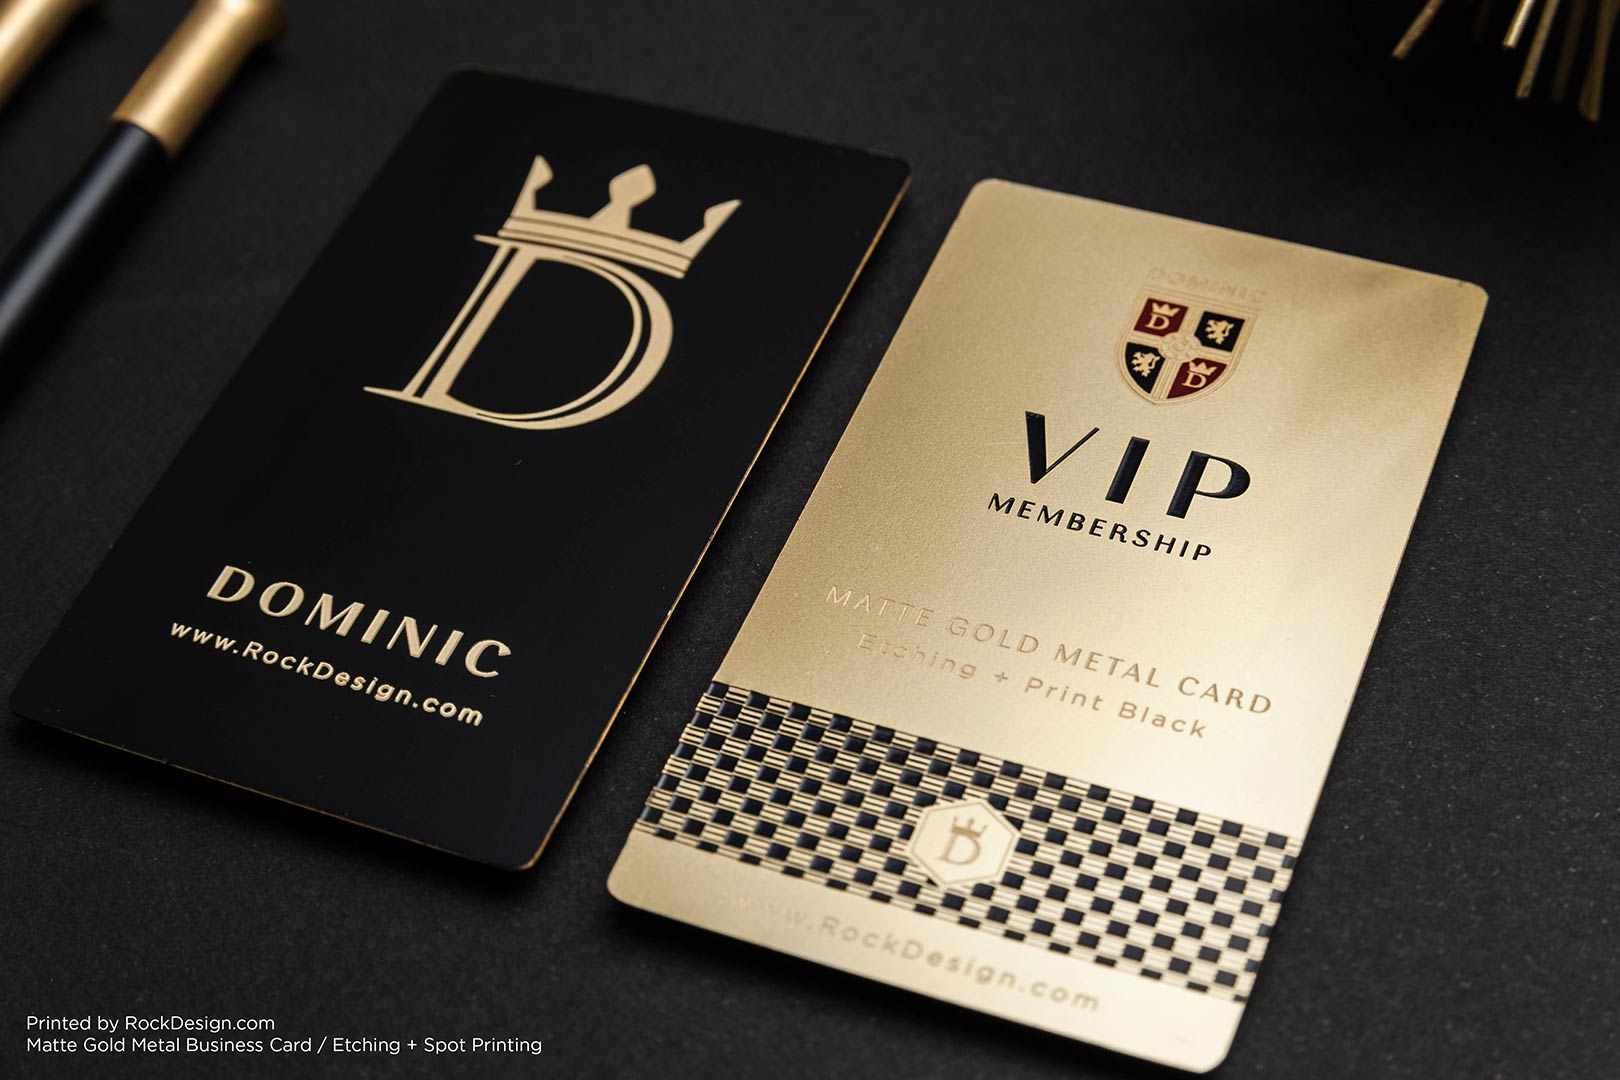 D
DOMINIC
www.RockDesign.com
DOMINIC
D
D
VIP
MEMBERSHIP
MATTE GOLD METAL CARD
Etching + Print Black
D
www.RockDesign.com
Printed by RockDesign.com
Matte Gold Metal Business Card / Etching + Spot Printing